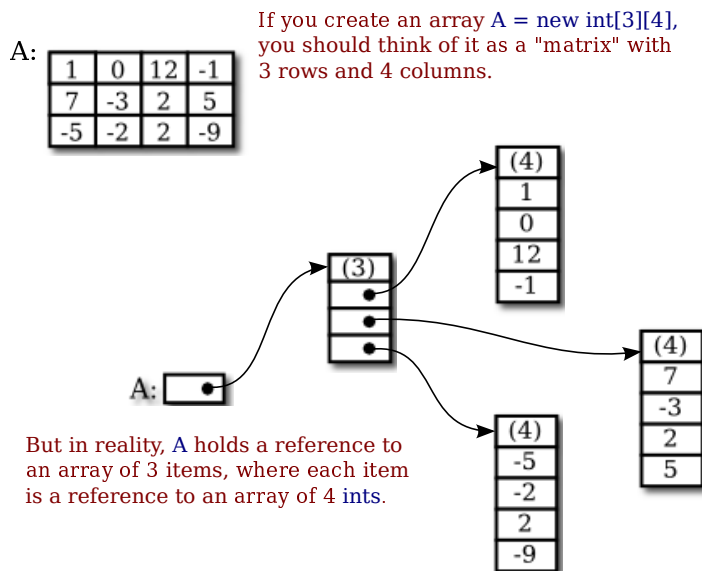 If you create an array A = new int[3][4],
you should think of it as a "matrix" with
3 rows and 4 columns.
A:
1 0 12 -1
7 -3 2 5
-5 -2 2 -9
(4)
1
0
12
-1
(3)
(4)
7
-3
2
5
A:
(4)
-5
-2
2
-9
But in reality, A holds a reference to
an array of 3 items, where each item
is a reference to an array of 4 ints.